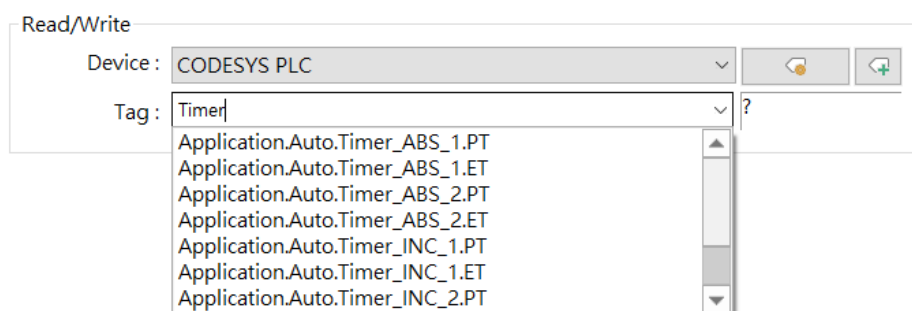 Read/Write
Device : CODESYS PLC
Tag : Timer ?
Application.Auto.Timer_ABS_1.PT
Application.Auto.Timer_ABS_1.ET
Application.Auto.Timer_ABS_2.PT
Application.Auto.Timer_ABS_2.ET
Application.Auto.Timer_INC_1.PT
Application.Auto.Timer_INC_1.ET
Application.Auto.Timer_INC_2.PT